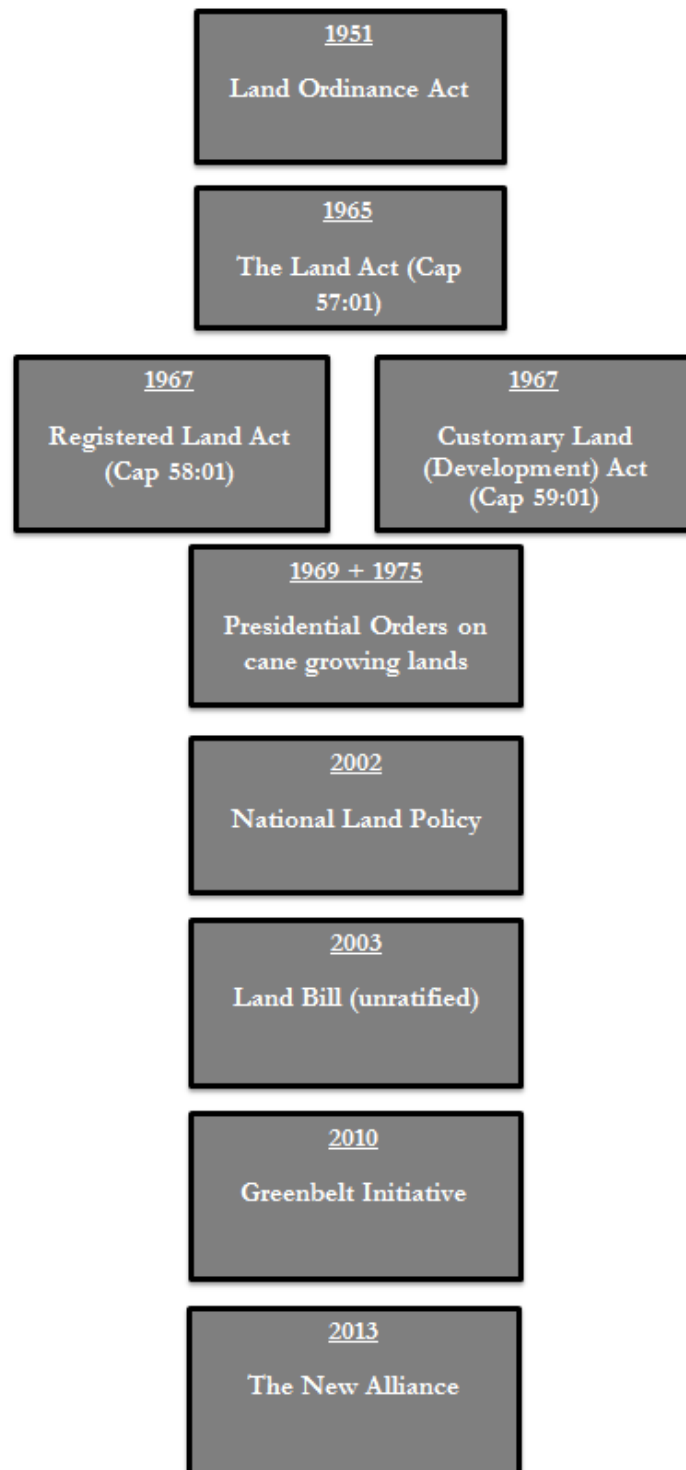 1951
Land Ordinance Act
1965
The Land Act (Cap
57:01)
1967
Registered Land Act
(Cap 58:01)
1967
Customary Land
(Development) Act
(Cap 59:01)
1969 + 1975
Presidential Orders on
cane growing lands
2002
National Land Policy
2003
Land Bill (unratified)
2010
Greenbelt Initiative
2013
The New Alliance